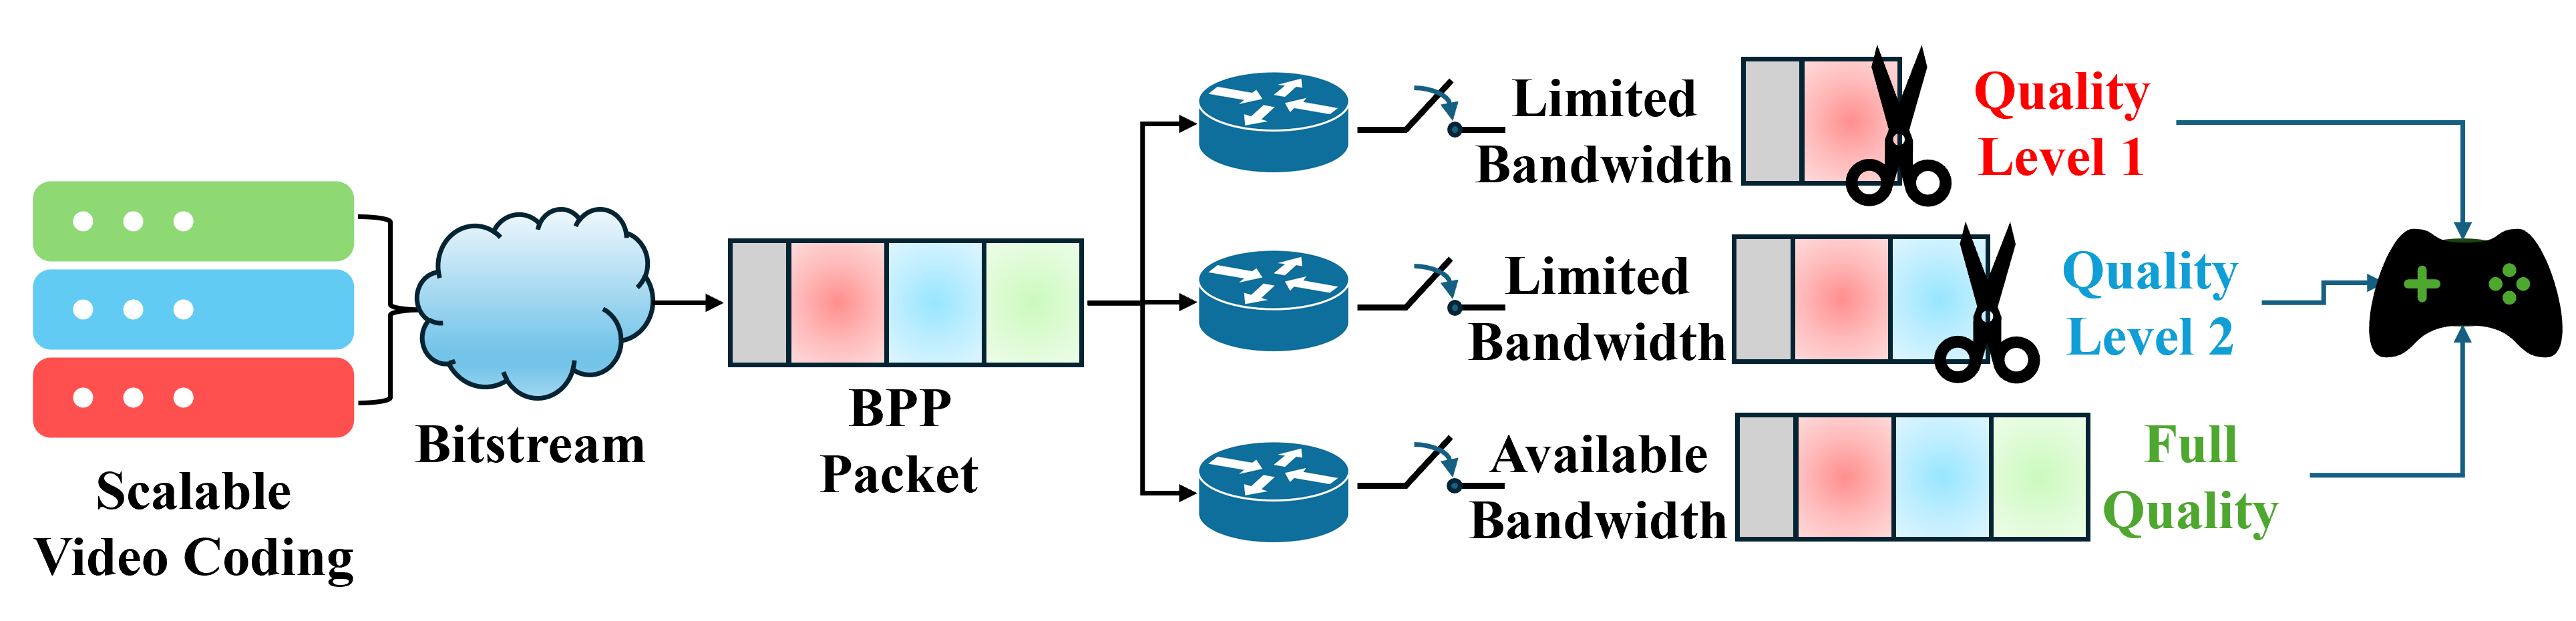 Scalable
Video Coding
Bitstream
BPP
Packet
Limited
Bandwidth
Quality
Level 1
Limited
Bandwidth
Quality
Level 2
Available
Bandwidth
Full
Quality